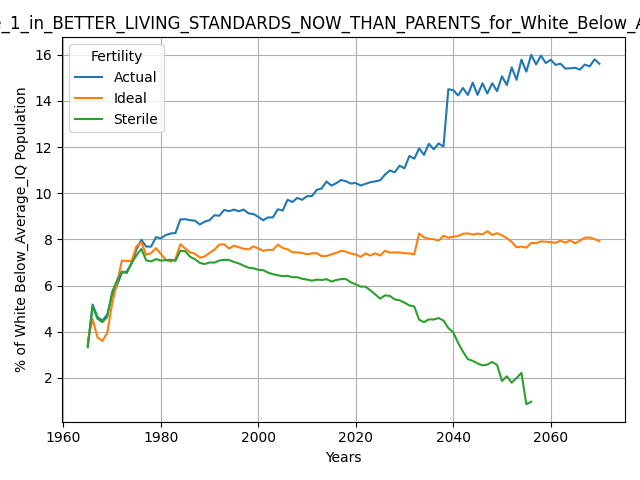 _1_in_BETTER_LIVING_STANDARDS_NOW_THAN_PARENTS_for_White_Below_A
Fertility
Actual
Ideal
Sterile
% of White Below_Average_IQ Population
16
14
12
10
8
6
4
2
1960
1980
2000
2020
2040
2060
Years